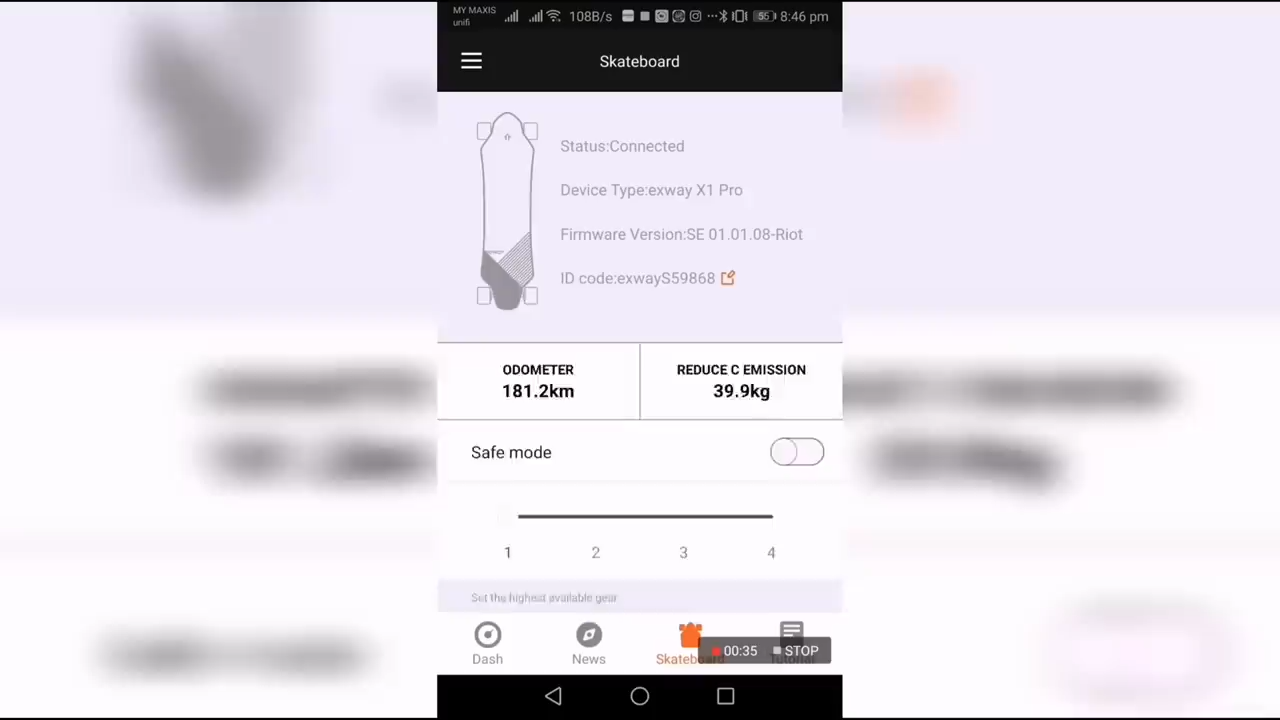 MY MAXIS
unifi
108B/s
55
8:46 pm
Skateboard
Status:Connected
Device Type:exway X1 Pro
Firmware Version:SE 01.01.08-Riot
ID code:exwayS59868
ODOMETER
181.2km
REDUCE C EMISSION
39.9kg
Safe mode
1 2 3 4
Set the highest available gear
Dash
News
Skateboard
Tutorial
00:35
STOP